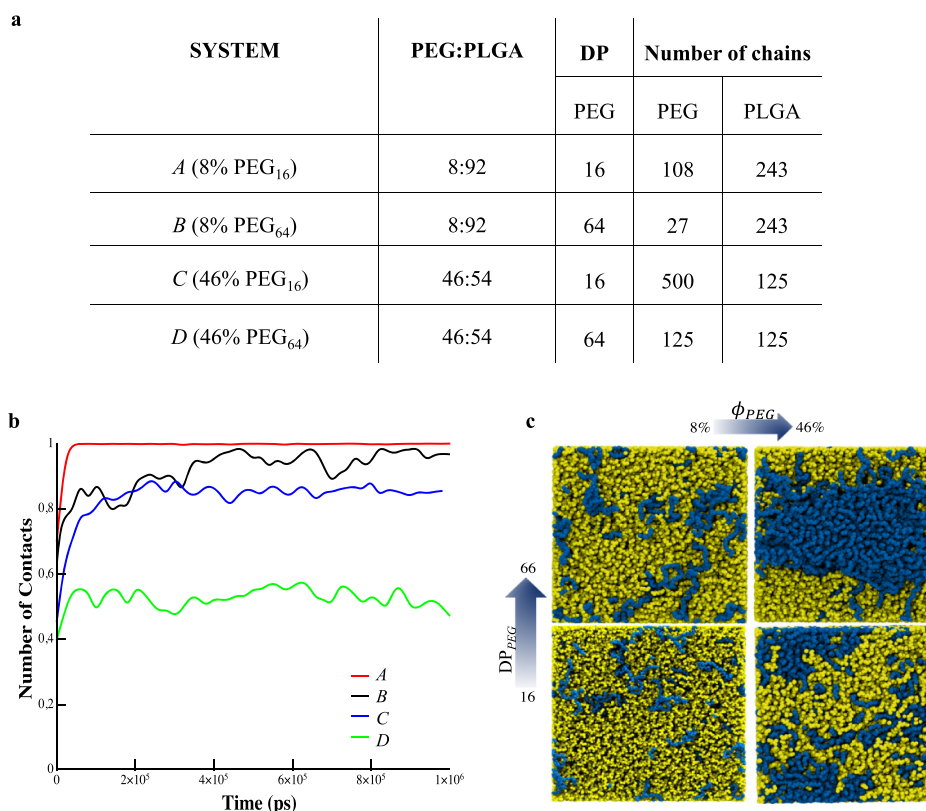 a
SYSTEM PEG:PLGA DP Number of chains
PEG PEG PLGA
A (8% PEG₁₆) 8:92 16 108 243
B (8% PEG₆₄) 8:92 64 27 243
C (46% PEG₁₆) 46:54 16 500 125
D (46% PEG₆₄) 46:54 64 125 125
b
Number of Contacts
1
0,8
0,6
0,4
0,2
0
0 2×10⁵ 4×10⁵ 6×10⁵ 8×10⁵ 1×10⁶
Time (ps)
A
B
C
D
c
ϕ_PEG
8% 46%
66
DP_PEG
16